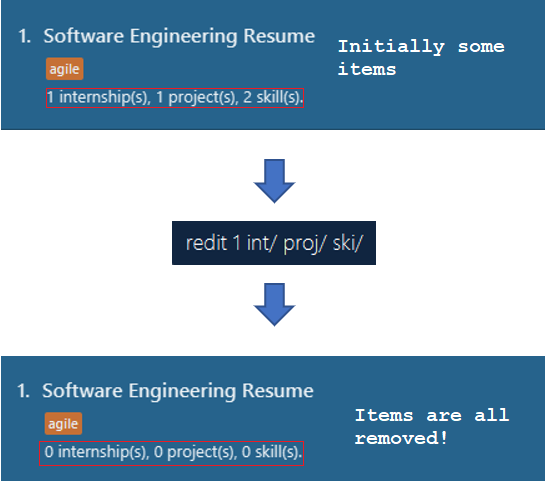 1. Software Engineering Resume
agile
1 internship(s), 1 project(s), 2 skill(s).
Initially some
items
redit 1 int/ proj/ ski/
1. Software Engineering Resume
agile
0 internship(s), 0 project(s), 0 skill(s).
Items are all
removed!